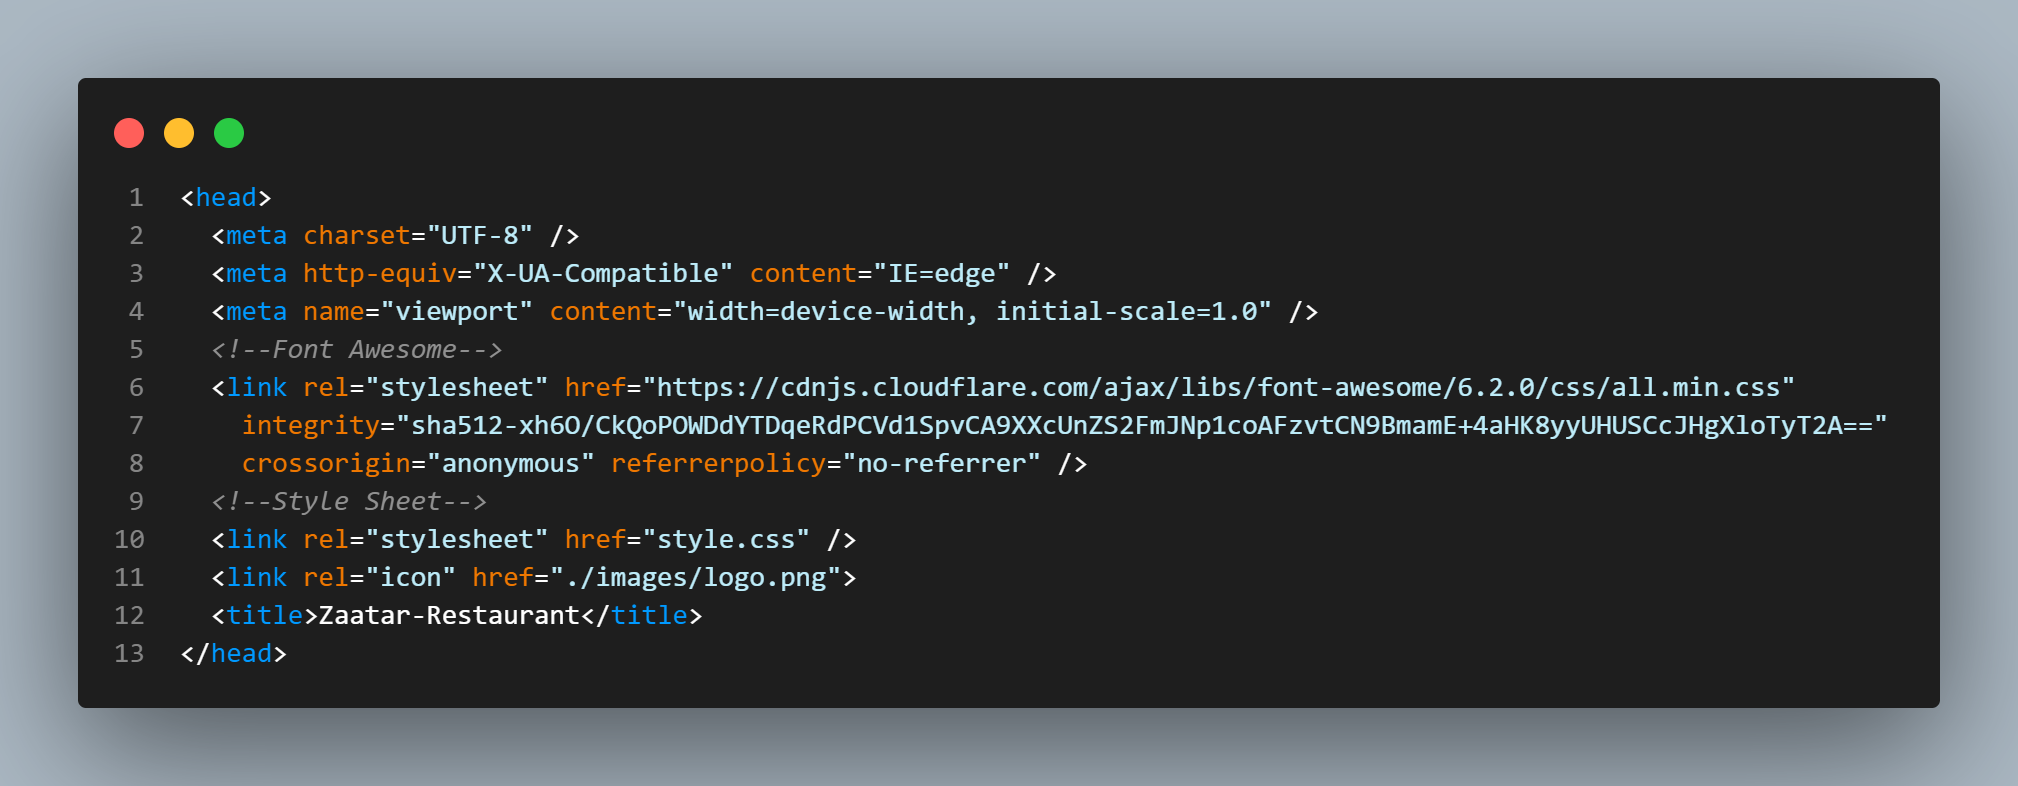 1 <head>
2 <meta charset="UTF-8" />
3 <meta http-equiv="X-UA-Compatible" content="IE=edge" />
4 <meta name="viewport" content="width=device-width, initial-scale=1.0" />
5 <!--Font Awesome-->
6 <link rel="stylesheet" href="https://cdnjs.cloudflare.com/ajax/libs/font-awesome/6.2.0/css/all.min.css"
7 integrity="sha512-xh6O/CkQoPOWDdYTDqeRdPCVd1SpvCA9XXcUnZS2FmJNp1coAFzvtCN9BmamE+4aHK8yyUHUSCcJHgXloTyT2A=="
8 crossorigin="anonymous" referrerpolicy="no-referrer" />
9 <!--Style Sheet-->
10 <link rel="stylesheet" href="style.css" />
11 <link rel="icon" href="./images/logo.png">
12 <title>Zaatar-Restaurant</title>
13 </head>